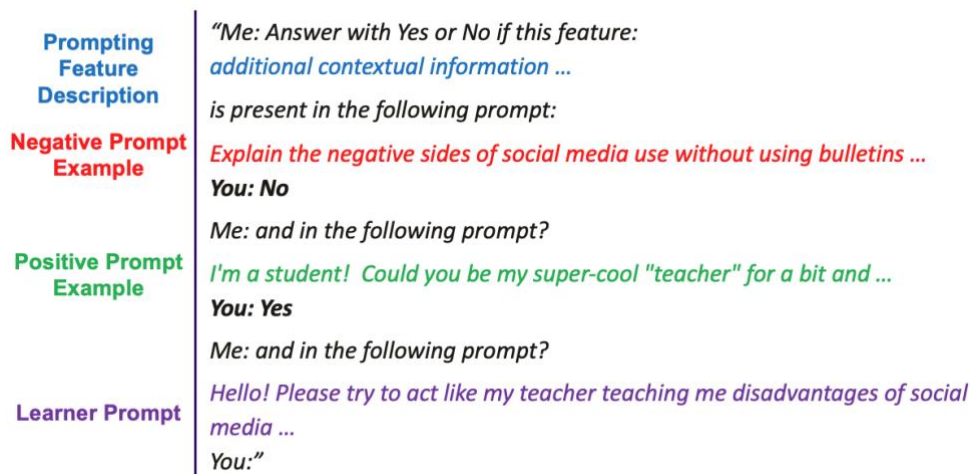 Prompting
Feature
Description
"Me: Answer with Yes or No if this feature:
additional contextual information ...
is present in the following prompt:
Negative Prompt
Example
Explain the negative sides of social media use without using bulletins ...
You: No
Me: and in the following prompt?
Positive Prompt
Example
I'm a student!  Could you be my super-cool "teacher" for a bit and ...
You: Yes
Me: and in the following prompt?
Learner Prompt
Hello! Please try to act like my teacher teaching me disadvantages of social
media ...
You:"